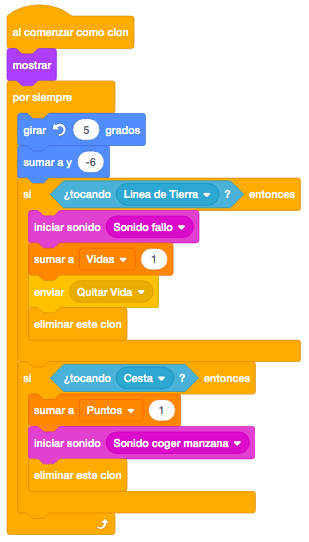 al comenzar como clon
mostrar
por siempre
girar 5 grados
sumar a y -6
si ¿tocando Linea de Tierra ? entonces
iniciar sonido Sonido fallo
sumar a Vidas 1
enviar Quitar Vida
eliminar este clon
si ¿tocando Cesta ? entonces
sumar a Puntos 1
iniciar sonido Sonido coger manzana
eliminar este clon